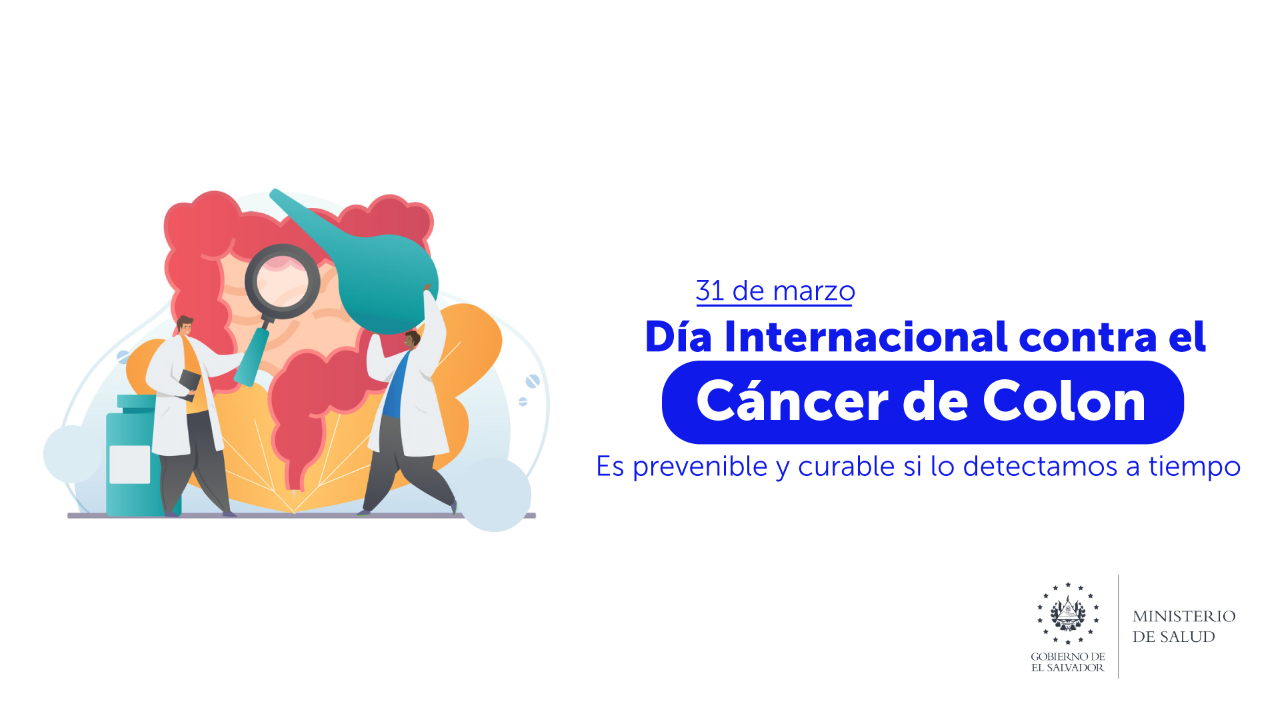 31 de marzo
Día Internacional contra el
Cáncer de Colon
Es prevenible y curable si lo detectamos a tiempo
GOBIERNO DE
EL SALVADOR
MINISTERIO
DE SALUD